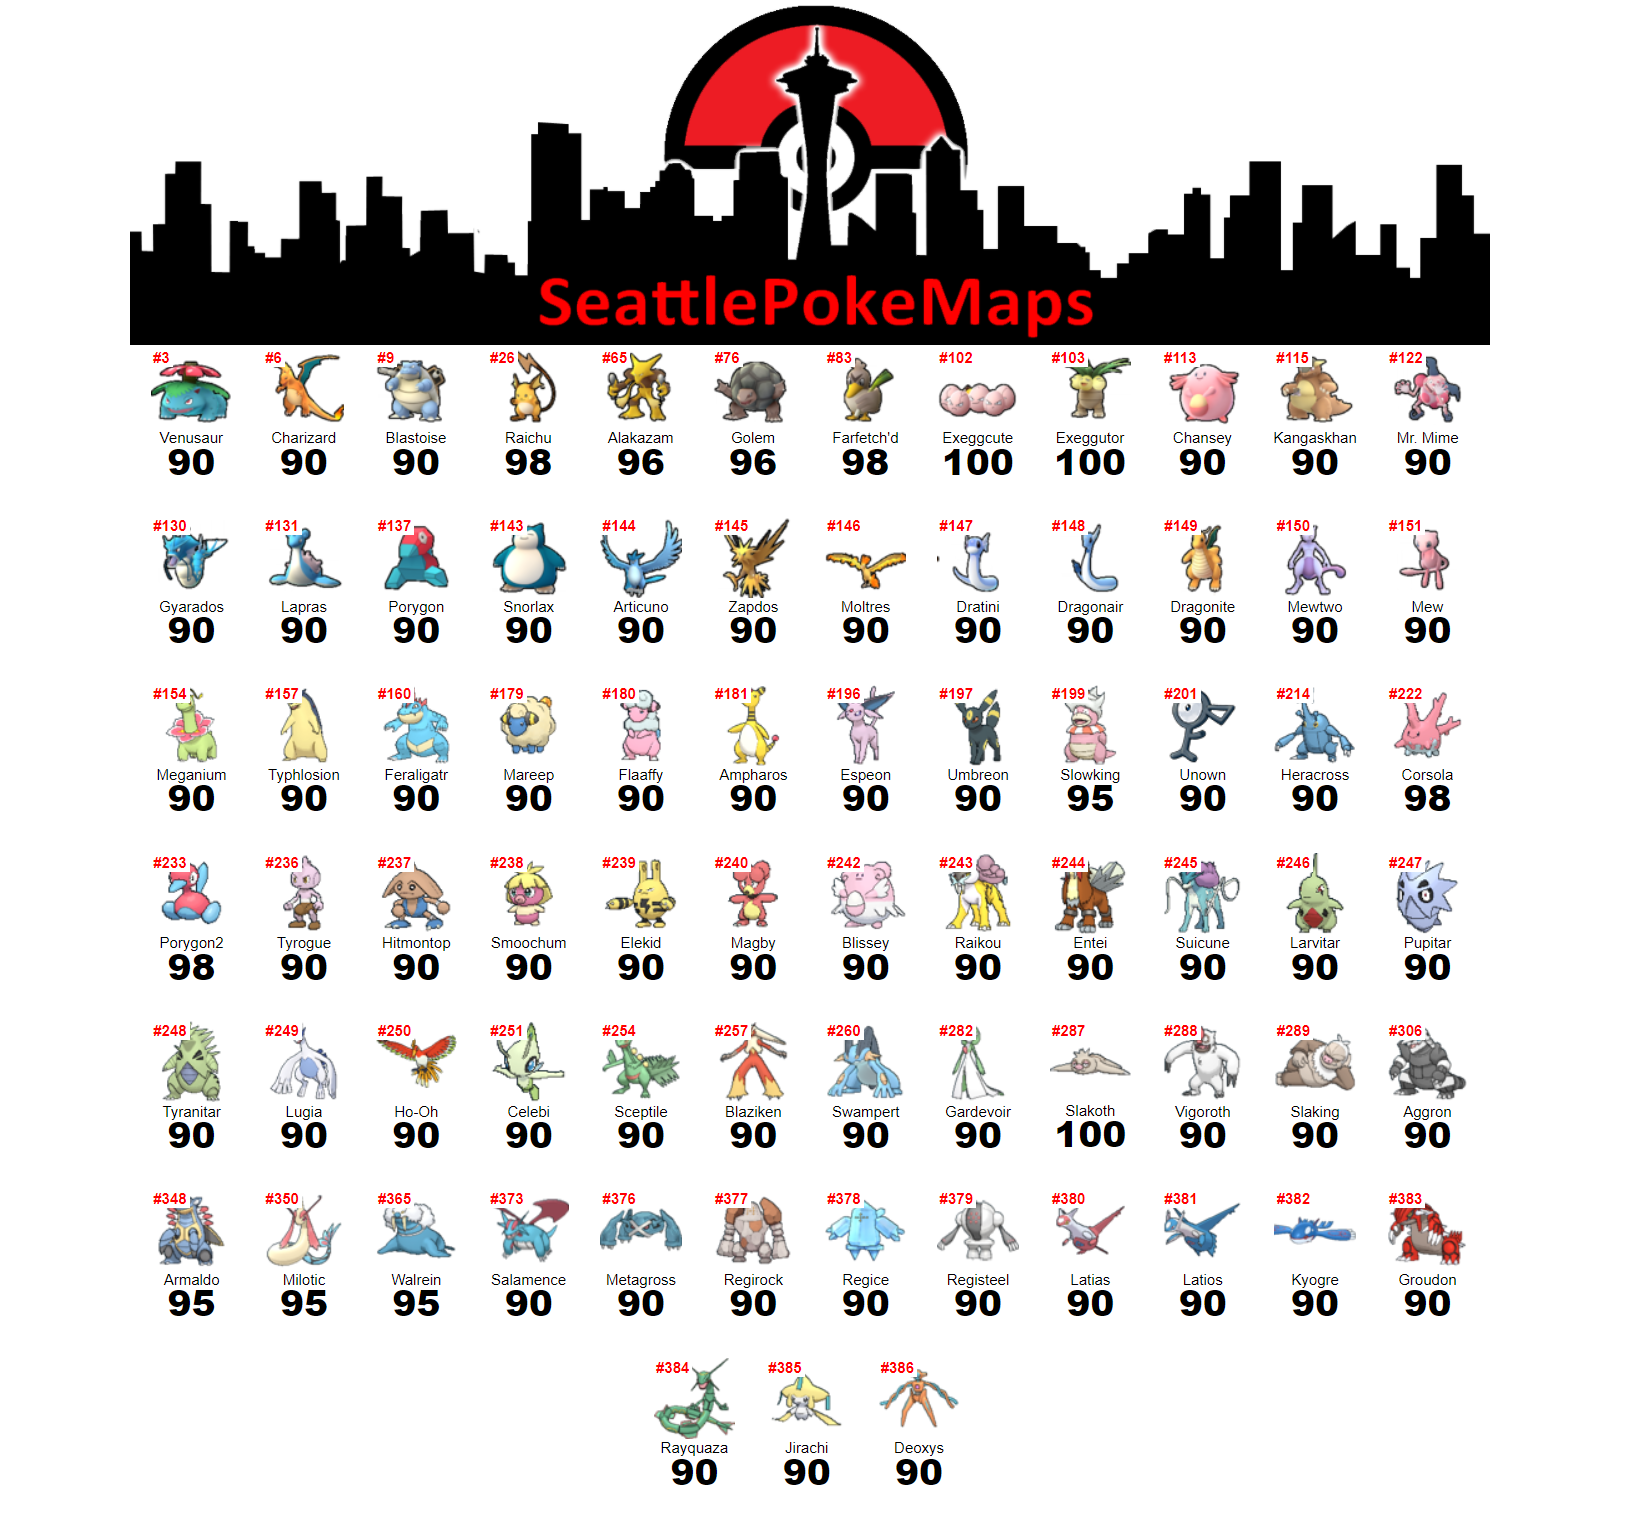 SeattlePokeMaps
#3 #6 #9 #26 #65 #76 #83 #102 #103 #113 #115 #122
Venusaur Charizard Blastoise Raichu Alakazam Golem Farfetch'd Exeggcute Exeggutor Chansey Kangaskhan Mr. Mime
90 90 90 98 96 96 98 100 100 90 90 90
#130 #131 #137 #143 #144 #145 #146 #147 #148 #149 #150 #151
Gyarados Lapras Porygon Snorlax Articuno Zapdos Moltres Dratini Dragonair Dragonite Mewtwo Mew
90 90 90 90 90 90 90 90 90 90 90 90
#154 #157 #160 #179 #180 #181 #196 #197 #199 #201 #214 #222
Meganium Typhlosion Feraligatr Mareep Flaaffy Ampharos Espeon Umbreon Slowking Unown Heracross Corsola
90 90 90 90 90 90 90 90 95 90 90 98
#233 #236 #237 #238 #239 #240 #242 #243 #244 #245 #246 #247
Porygon2 Tyrogue Hitmontop Smoochum Elekid Magby Blissey Raikou Entei Suicune Larvitar Pupitar
98 90 90 90 90 90 90 90 90 90 90 90
#248 #249 #250 #251 #254 #257 #260 #282 #287 #288 #289 #306
Tyranitar Lugia Ho-Oh Celebi Sceptile Blaziken Swampert Gardevoir Slakoth Vigoroth Slaking Aggron
90 90 90 90 90 90 90 90 100 90 90 90
#348 #350 #365 #373 #376 #377 #378 #379 #380 #381 #382 #383
Armaldo Milotic Walrein Salamence Metagross Regirock Regice Registeel Latias Latios Kyogre Groudon
95 95 95 90 90 90 90 90 90 90 90 90
#384 #385 #386
Rayquaza Jirachi Deoxys
90 90 90